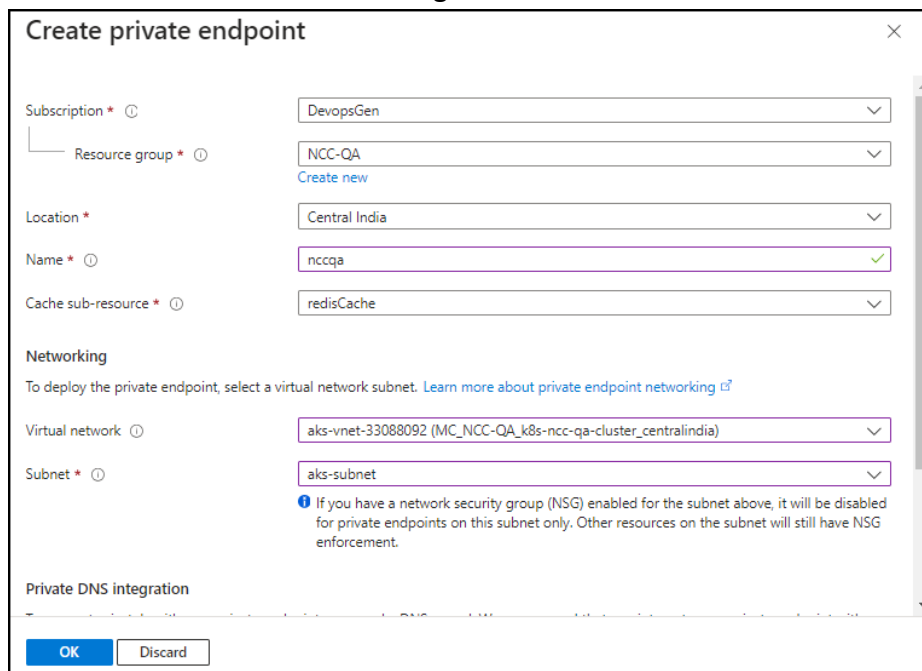 Create private endpoint
Subscription *
DevopsGen
Resource group *
NCC-QA
Create new
Location *
Central India
Name *
nccqa
Cache sub-resource *
redisCache
Networking
To deploy the private endpoint, select a virtual network subnet. Learn more about private endpoint networking
Virtual network
aks-vnet-33088092 (MC_NCC-QA_k8s-ncc-qa-cluster_centralindia)
Subnet *
aks-subnet
If you have a network security group (NSG) enabled for the subnet above, it will be disabled
for private endpoints on this subnet only. Other resources on the subnet will still have NSG
enforcement.
Private DNS integration
OK
Discard